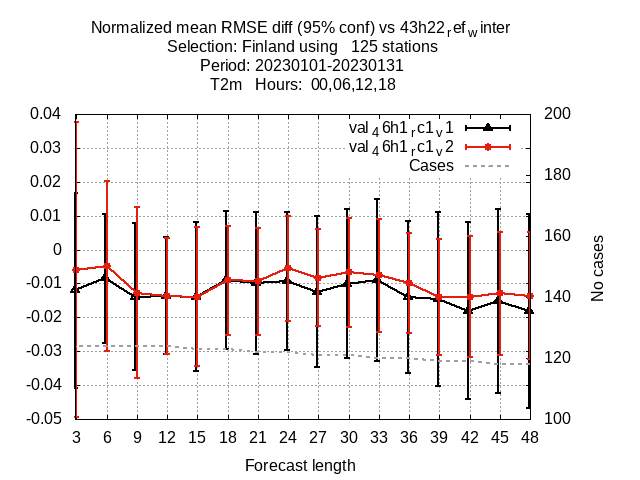 Normalized mean RMSE diff (95% conf) vs 43h22ref_winter
Selection: Finland using   125 stations
Period: 20230101-20230131
T2m   Hours:  00,06,12,18
0.04
0.03
0.02
0.01
0
-0.01
-0.02
-0.03
-0.04
-0.05
200
180
160
140
120
100
No cases
val_46h1_rc1_v1
val_46h1_rc1_v2
Cases
3 6 9 12 15 18 21 24 27 30 33 36 39 42 45 48
Forecast length